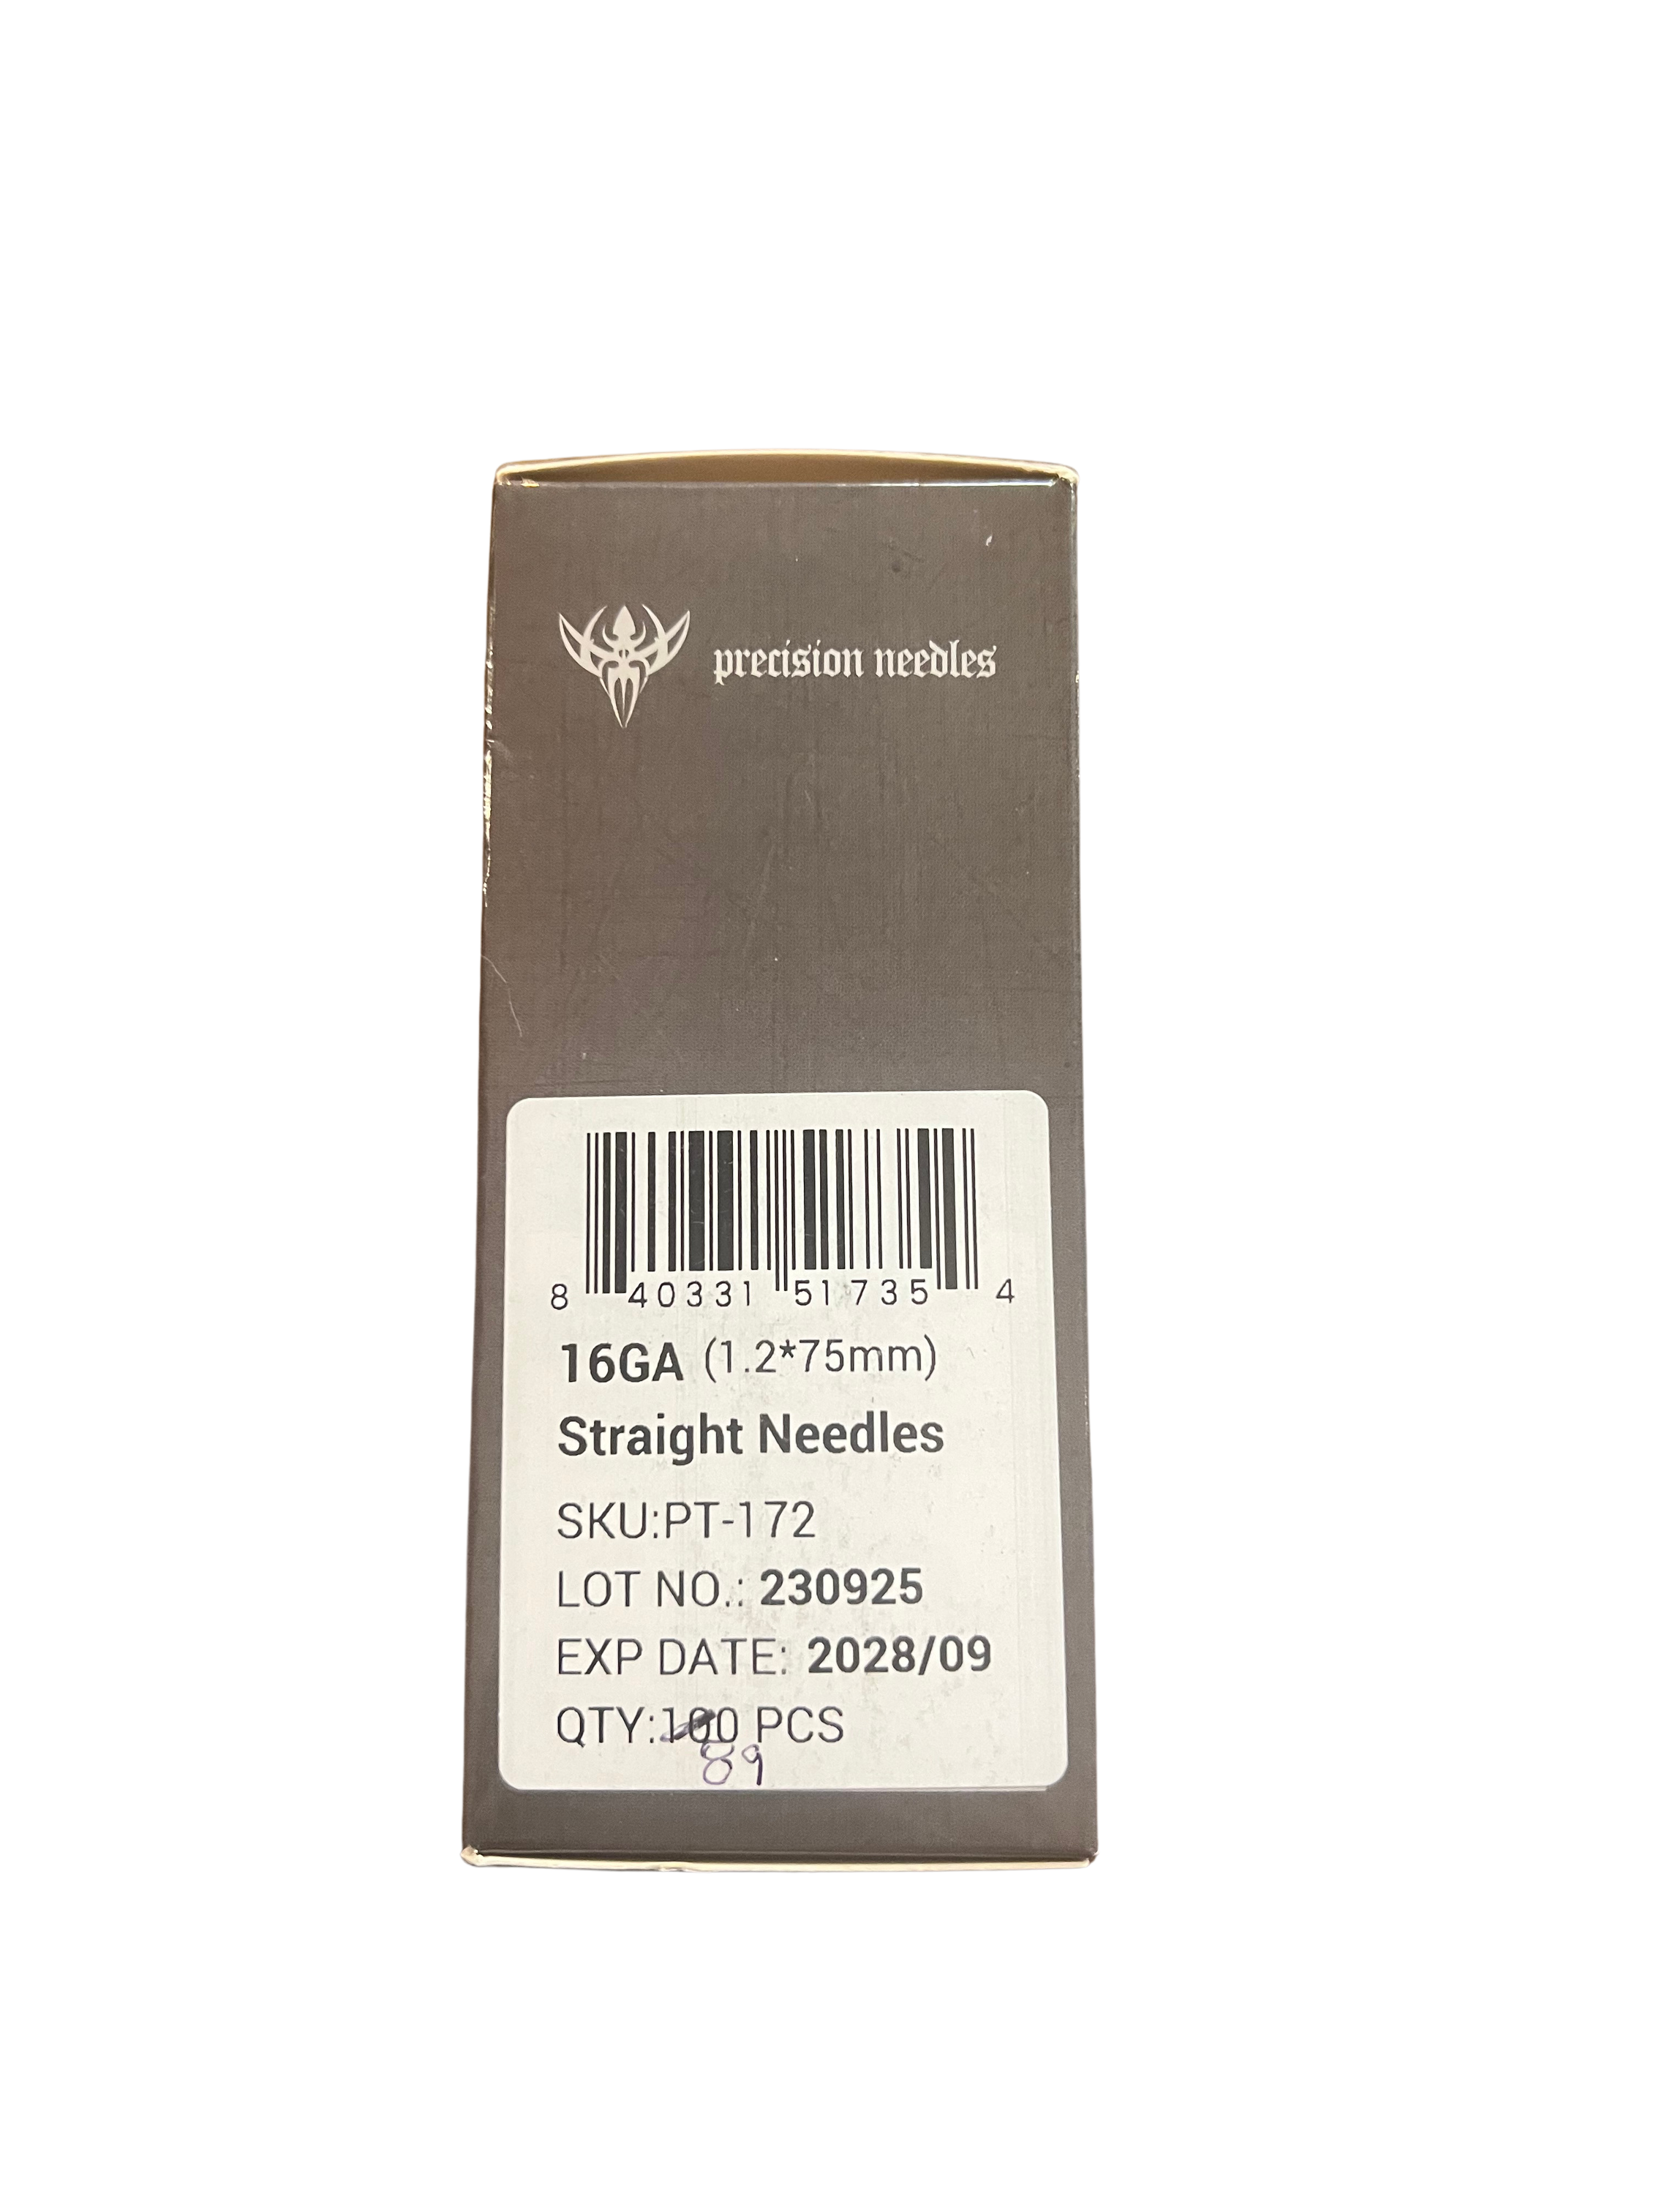 precision needles
8 40331 51735 4
16GA (1.2*75mm)
Straight Needles
SKU:PT-172
LOT NO.: 230925
EXP DATE: 2028/09
QTY:100 PCS
89